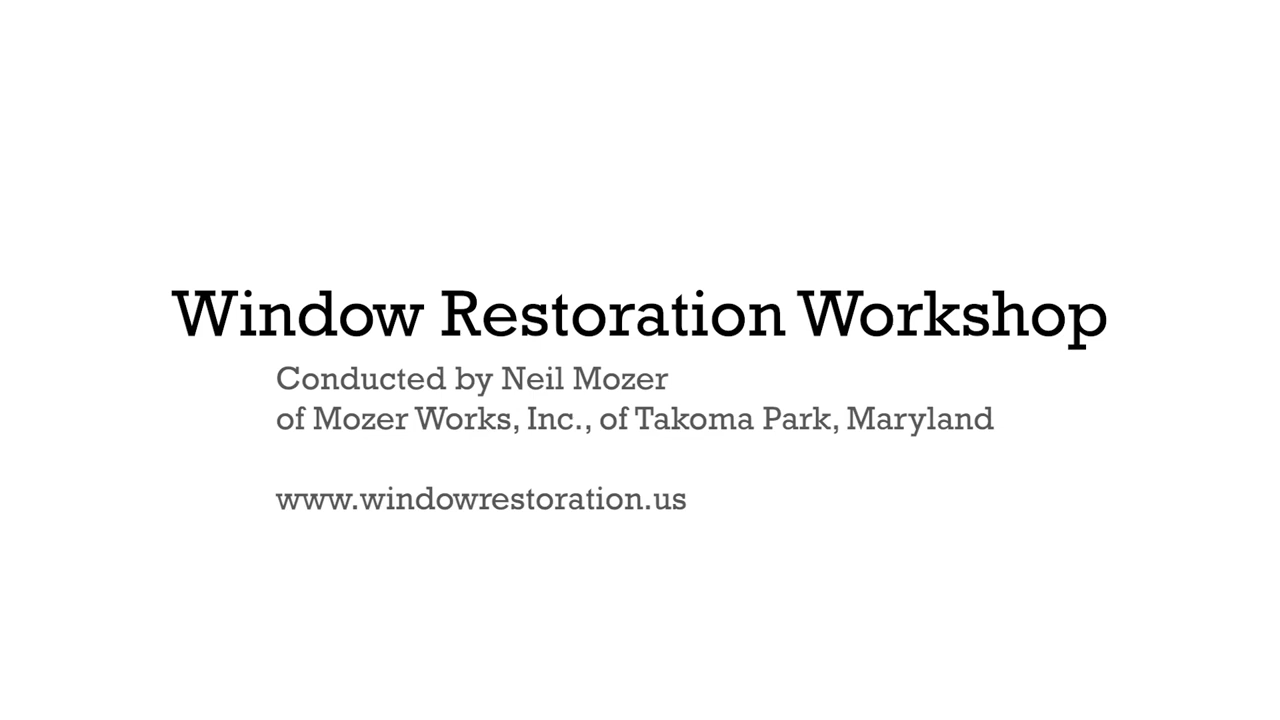 Window Restoration Workshop
Conducted by Neil Mozer
of Mozer Works, Inc., of Takoma Park, Maryland
www.windowrestoration.us